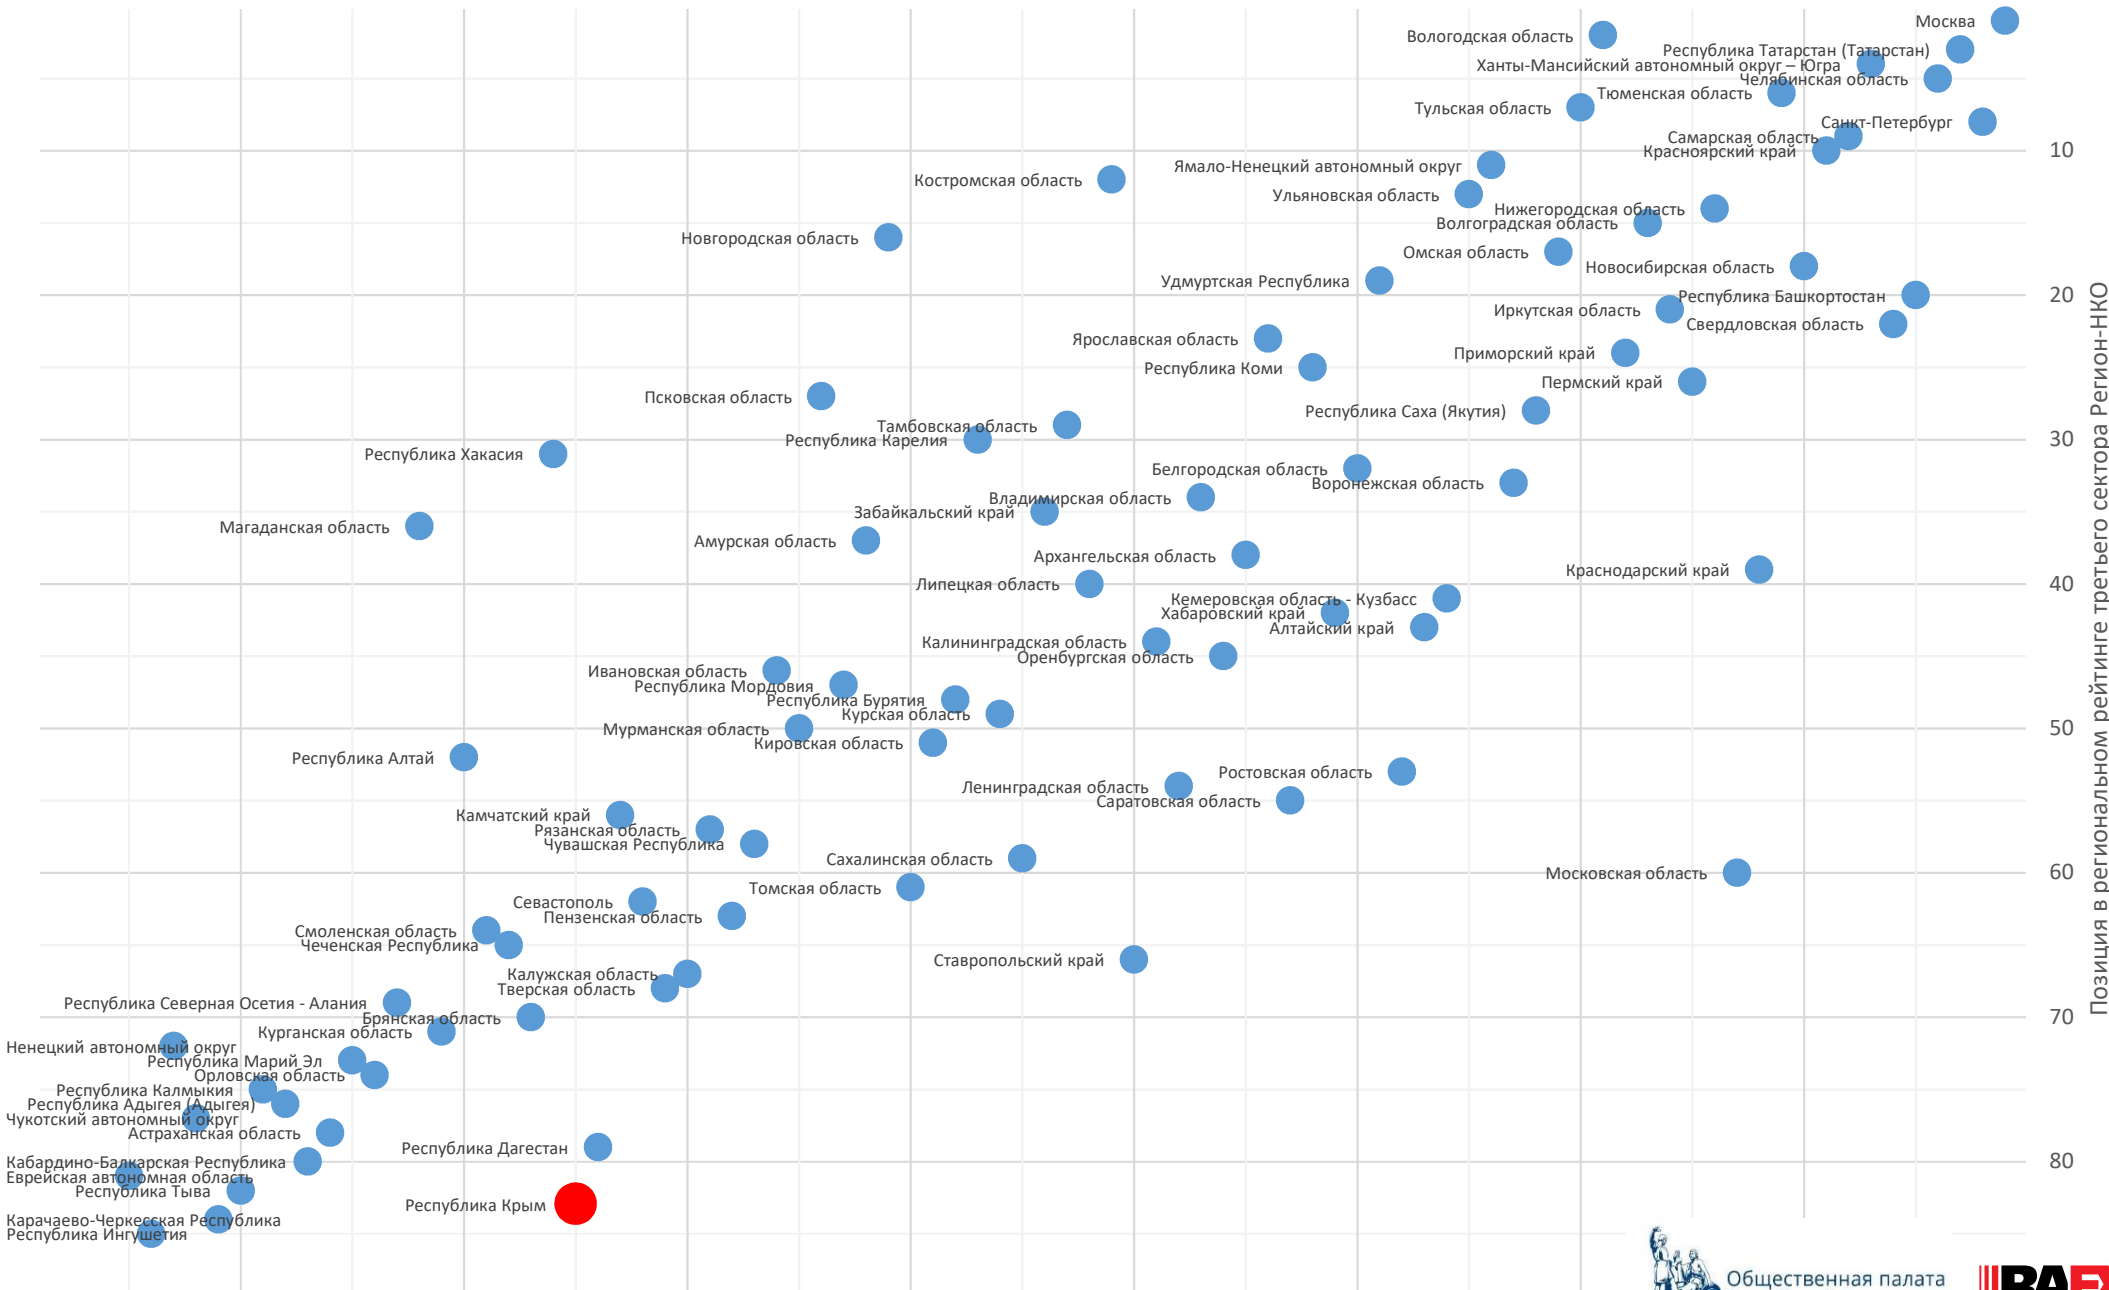 Москва
Вологодская область
Республика Татарстан (Татарстан)
Ханты-Мансийский автономный округ – Югра
Челябинская область
Тюменская область
Тульская область
Санкт-Петербург
Самарская область
Красноярский край
10
Ямало-Ненецкий автономный округ
Костромская область
Ульяновская область
Нижегородская область
Волгоградская область
Новгородская область
Омская область
Новосибирская область
Удмуртская Республика
Республика Башкортостан
20
Иркутская область
Свердловская область
Ярославская область
Приморский край
Республика Коми
Пермский край
Псковская область
Республика Саха (Якутия)
Тамбовская область
Республика Карелия
30
Республика Хакасия
Белгородская область
Воронежская область
Владимирская область
Забайкальский край
Магаданская область
Амурская область
Архангельская область
Краснодарский край
Липецкая область
40
Кемеровская область - Кузбасс
Хабаровский край
Алтайский край
Калининградская область
Оренбургская область
Ивановская область
Республика Мордовия
Республика Бурятия
Курская область
Мурманская область
50
Кировская область
Республика Алтай
Ростовская область
Ленинградская область
Саратовская область
Камчатский край
Рязанская область
Чувашская Республика
Сахалинская область
Московская область
60
Томская область
Севастополь
Пензенская область
Смоленская область
Чеченская Республика
Ставропольский край
Калужская область
Тверская область
Республика Северная Осетия - Алания
Брянская область
70
Курганская область
Ненецкий автономный округ
Республика Марий Эл
Орловская область
Республика Калмыкия
Республика Адыгея (Адыгея)
Чукотский автономный округ
Астраханская область
Республика Дагестан
Кабардино-Балкарская Республика
80
Еврейская автономная область
Республика Тыва
Республика Крым
Карачаево-Черкесская Республика
Республика Ингушетия
Позиция в региональном рейтинге третьего сектора Регион-НКО
Общественная палата